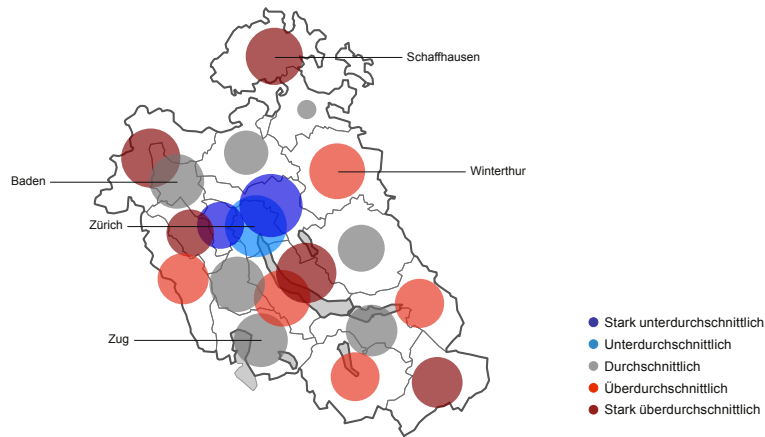 Schaffhausen
Baden
Winterthur
Zürich
Zug
Stark unterdurchschnittlich
Unterdurchschnittlich
Durchschnittlich
Überdurchschnittlich
Stark überdurchschnittlich